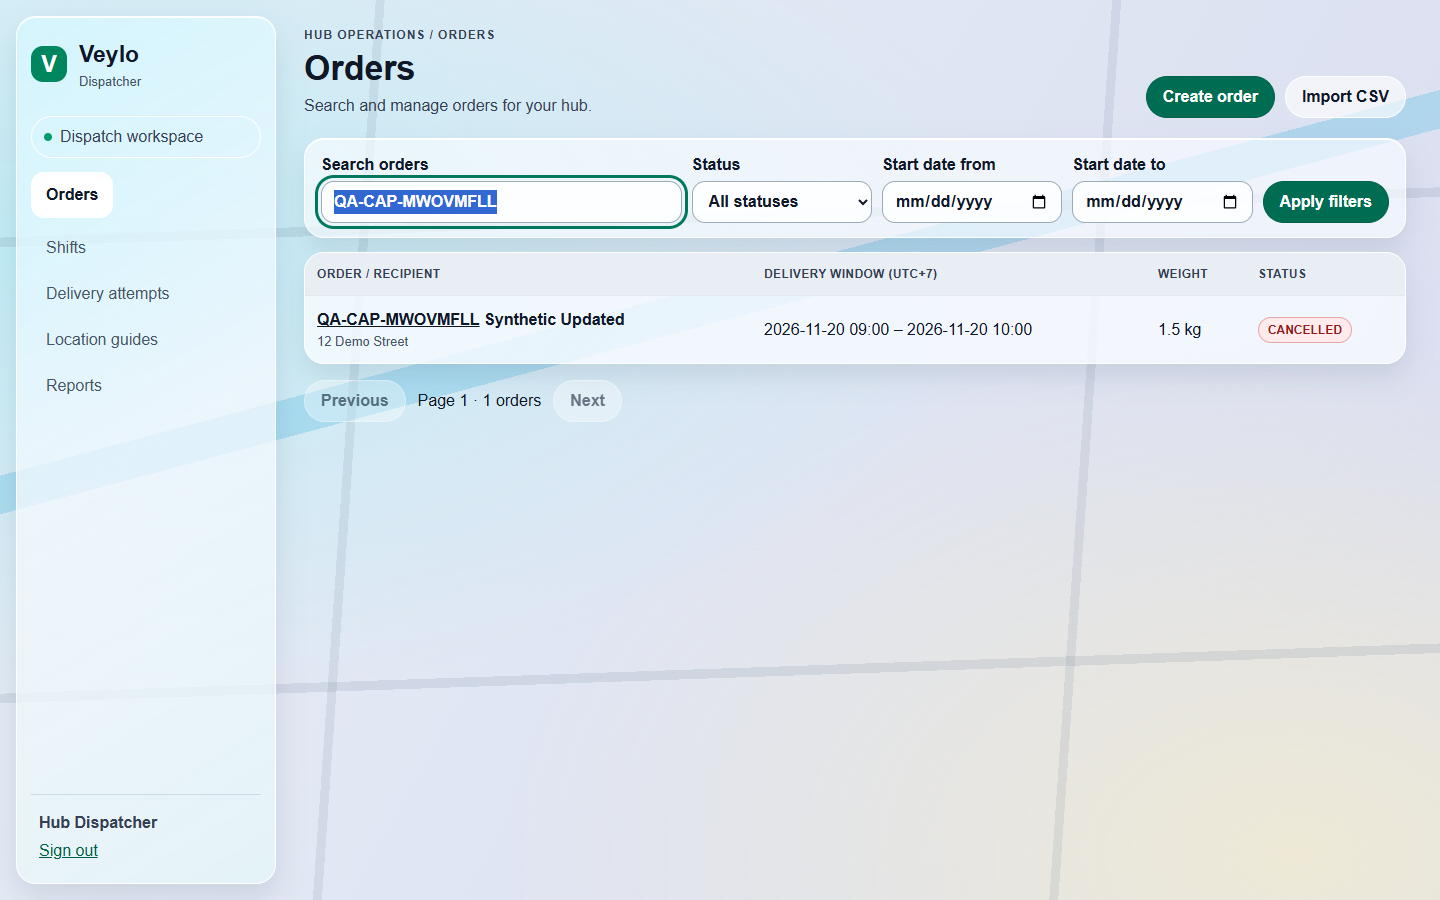 V
Veylo
Dispatcher
Dispatch workspace
Orders
Shifts
Delivery attempts
Location guides
Reports
Hub Dispatcher
Sign out
HUB OPERATIONS / ORDERS
Orders
Search and manage orders for your hub.
Create order
Import CSV
Search orders
Status
Start date from
Start date to
QA-CAP-MWOVMFLL
All statuses
mm/dd/yyyy
mm/dd/yyyy
Apply filters
ORDER / RECIPIENT
DELIVERY WINDOW (UTC+7)
WEIGHT
STATUS
QA-CAP-MWOVMFLL Synthetic Updated
12 Demo Street
2026-11-20 09:00 – 2026-11-20 10:00
1.5 kg
CANCELLED
Previous
Page 1 · 1 orders
Next